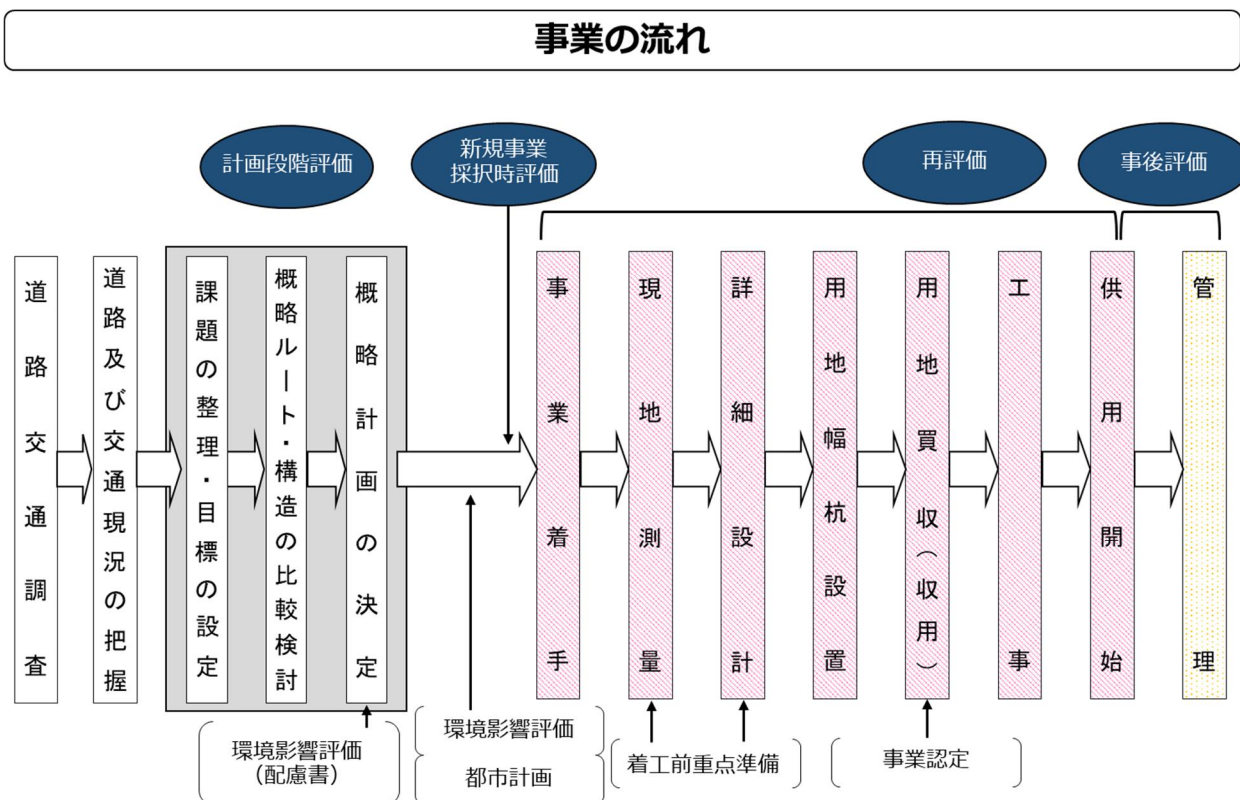 事業の流れ
計画段階評価
新規事業
採択時評価
再評価
事後評価
道路交通調査
道路及び交通現況の把握
課題の整理・目標の設定
概略ルート・構造の比較検討
概略計画の決定
事業着手
現地測量
詳細設計
用地幅杭設置
用地買収(収用)
工事
供用開始
管理
環境影響評価
(配慮書)
環境影響評価
都市計画
着工前重点準備
事業認定